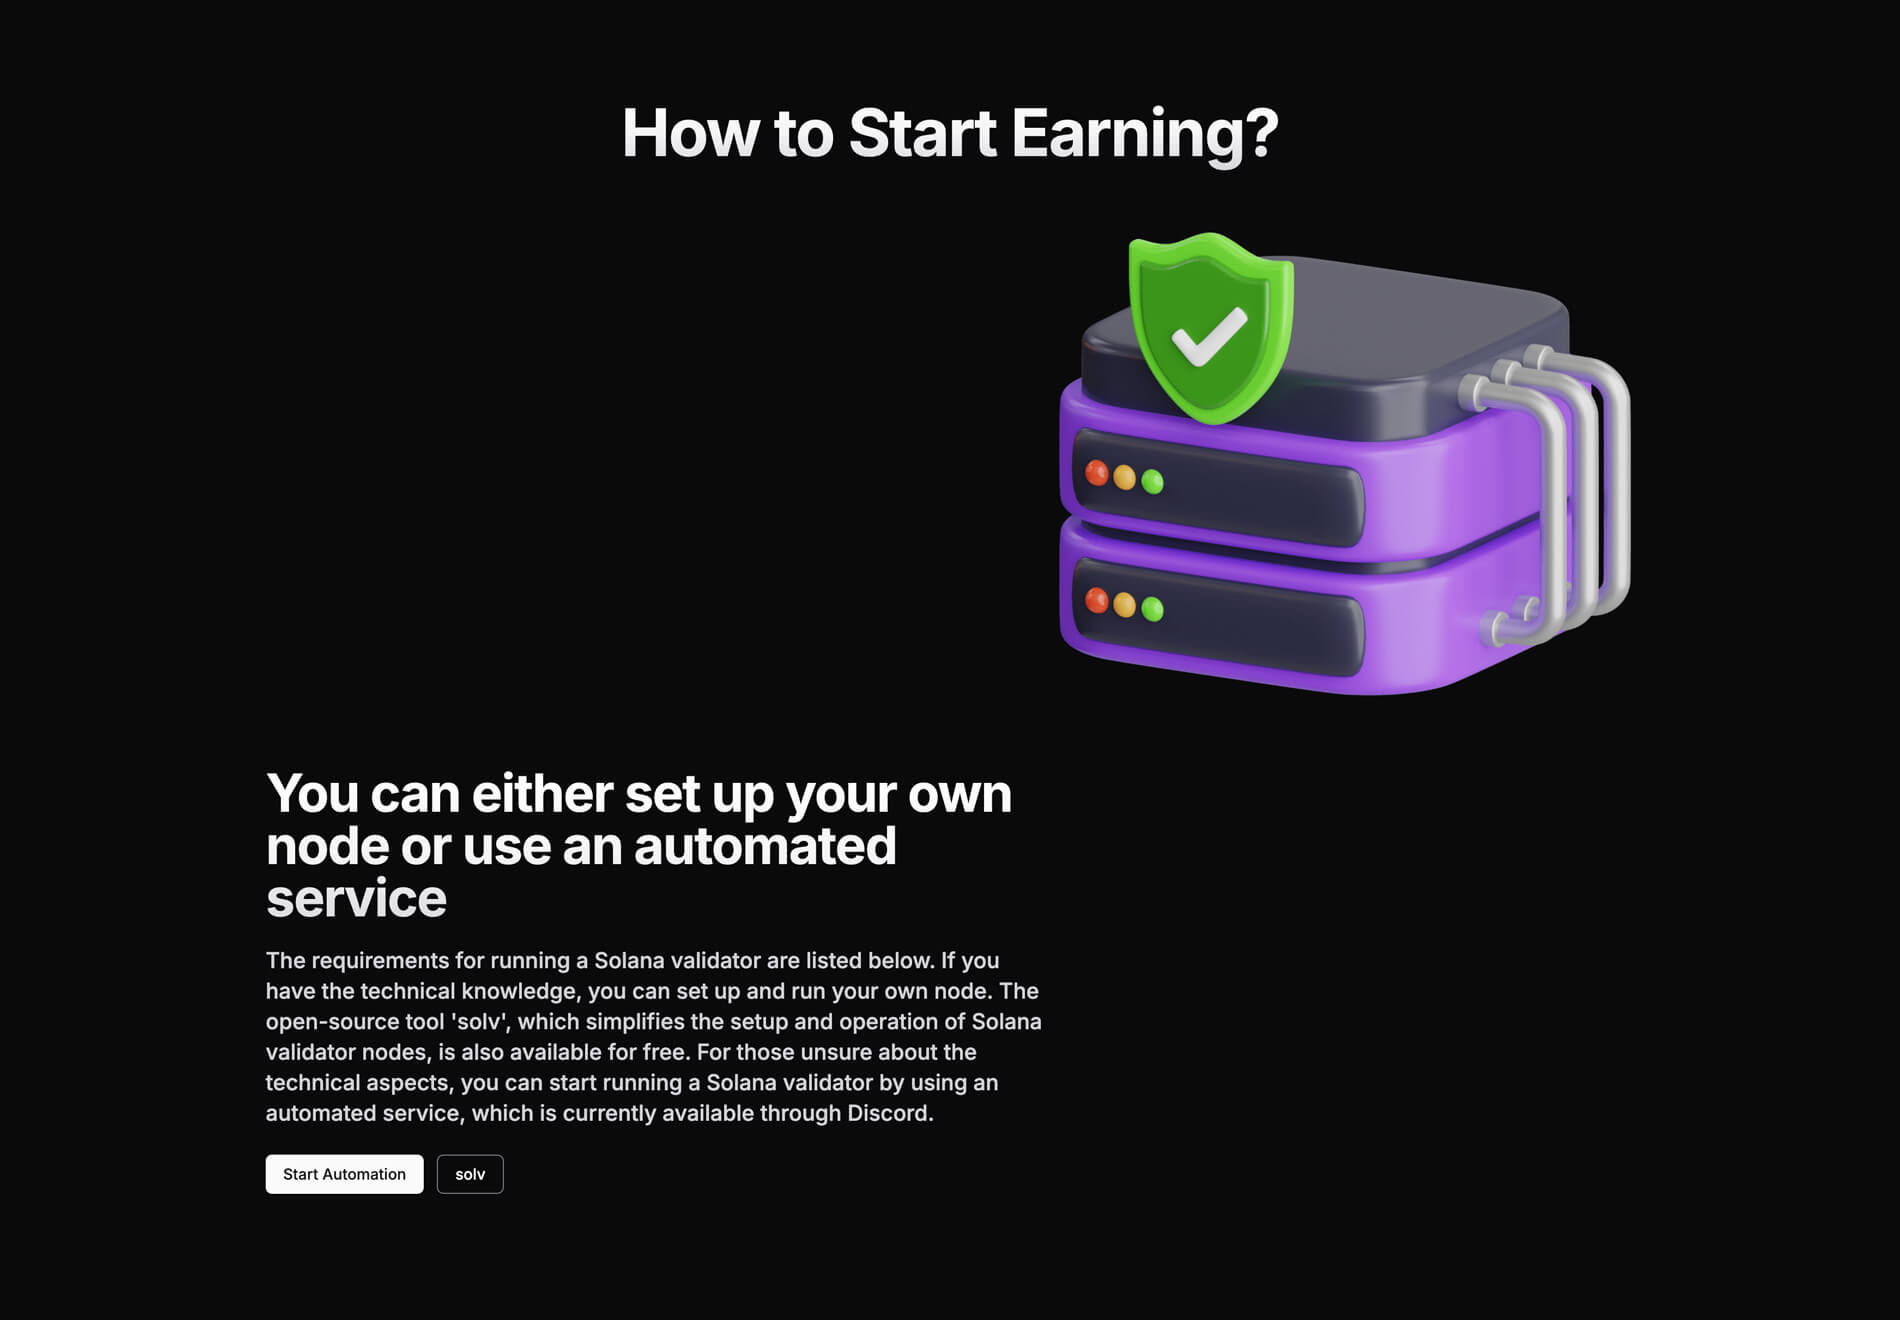 How to Start Earning?
You can either set up your own
node or use an automated
service
The requirements for running a Solana validator are listed below. If you
have the technical knowledge, you can set up and run your own node. The
open-source tool 'solv', which simplifies the setup and operation of Solana
validator nodes, is also available for free. For those unsure about the
technical aspects, you can start running a Solana validator by using an
automated service, which is currently available through Discord.
Start Automation
solv